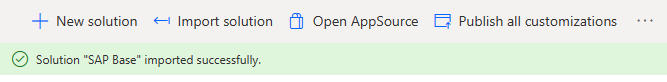 New solution Import solution Open AppSource Publish all customizations ...
Solution "SAP Base" imported successfully.